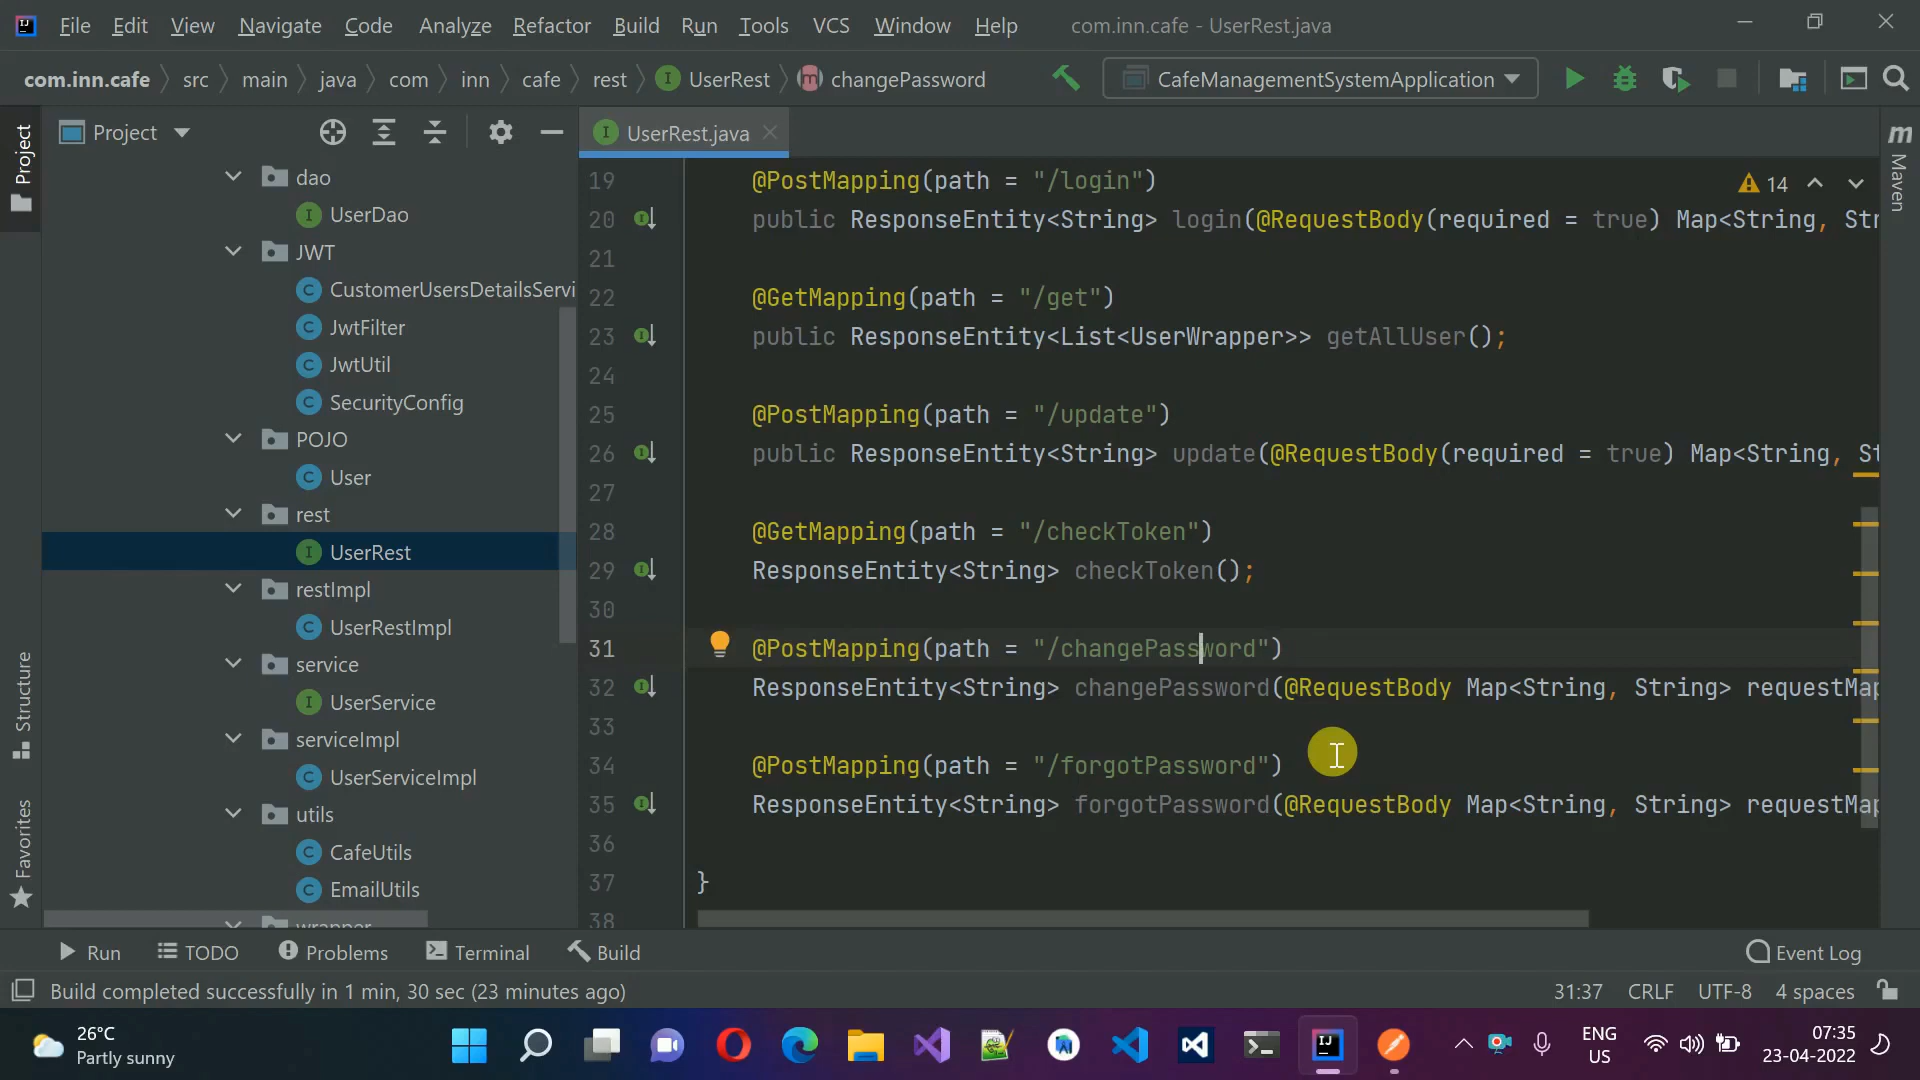 File Edit View Navigate Code Analyze Refactor Build Run Tools VCS Window Help com.inn.cafe - UserRest.java
com.inn.cafe src main java com inn cafe rest UserRest changePassword CafeManagementSystemApplication
Project
UserRest.java
dao
UserDao
JWT
CustomerUsersDetailsServi
JwtFilter
JwtUtil
SecurityConfig
POJO
User
rest
UserRest
restImpl
UserRestImpl
service
UserService
serviceImpl
UserServiceImpl
utils
CafeUtils
EmailUtils
wrapper
Project
Structure
Favorites
14
19 @PostMapping(path = "/login")
20 public ResponseEntity<String> login(@RequestBody(required = true) Map<String, Str
21
22 @GetMapping(path = "/get")
23 public ResponseEntity<List<UserWrapper>> getAllUser();
24
25 @PostMapping(path = "/update")
26 public ResponseEntity<String> update(@RequestBody(required = true) Map<String, St
27
28 @GetMapping(path = "/checkToken")
29 ResponseEntity<String> checkToken();
30
31 @PostMapping(path = "/changePassword")
32 ResponseEntity<String> changePassword(@RequestBody Map<String, String> requestMap
33
34 @PostMapping(path = "/forgotPassword")
35 ResponseEntity<String> forgotPassword(@RequestBody Map<String, String> requestMap
36
37 }
38
m Maven
Run TODO Problems Terminal Build Event Log
Build completed successfully in 1 min, 30 sec (23 minutes ago) 31:37 CRLF UTF-8 4 spaces
26°C
Partly sunny
ENG
US
07:35
23-04-2022